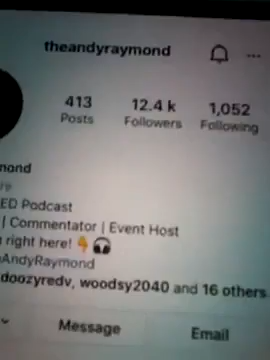 theandyraymond
413 12.4 k 1,052
Posts Followers Following
mond
ED Podcast
| Commentator | Event Host
right here! 👇🎧
AndyRaymond
doozyredv, woodsy2040 and 16 others
Message Email